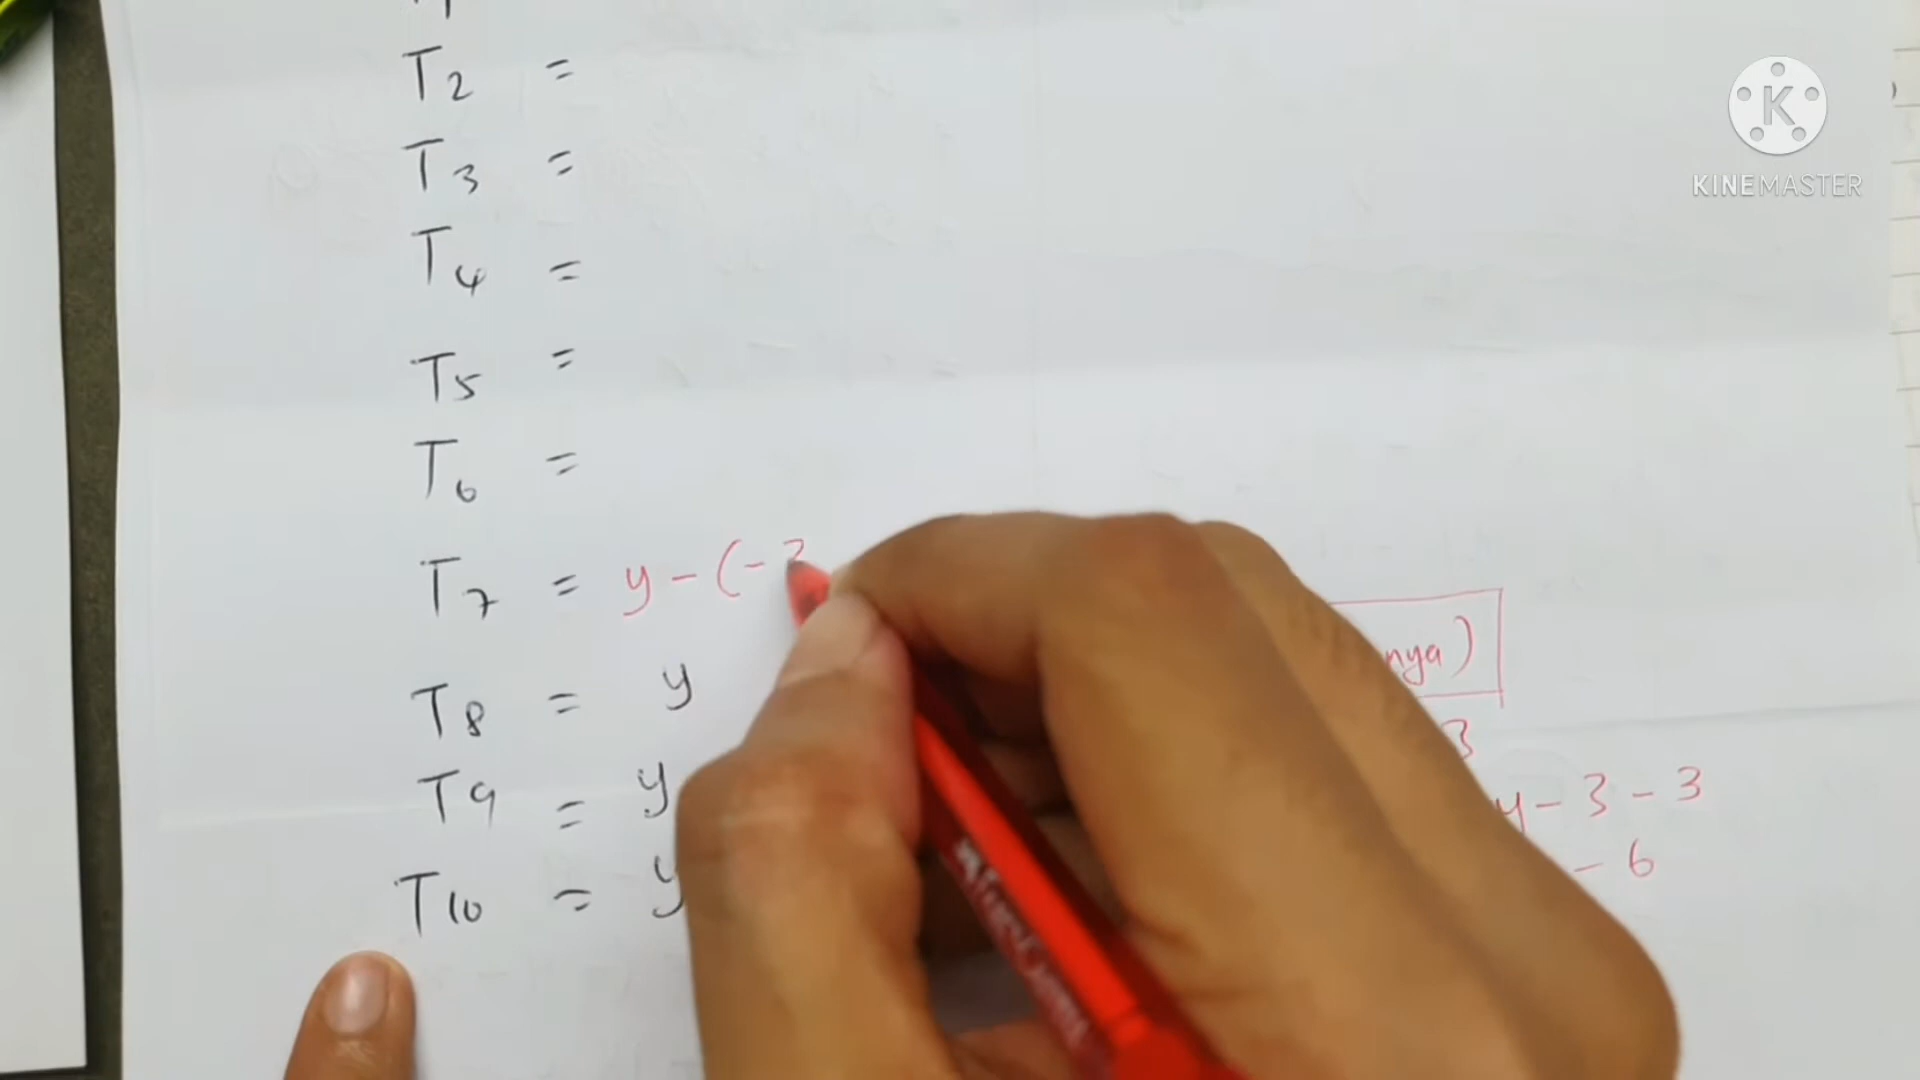 T2 =
T3 =
T4 =
T5 =
T6 =
T7 = y - (-3
T8 = y
T9 = y
T10 = y
nya)
3
y - 3 - 3
- 6
K
KINEMASTER